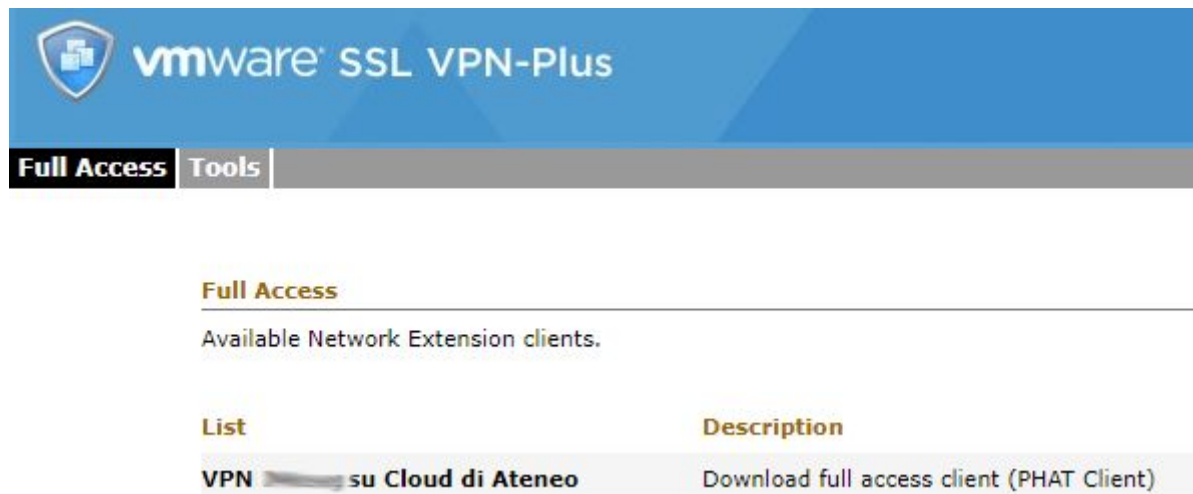 vmware® SSL VPN-Plus
Full Access Tools
Full Access
Available Network Extension clients.
List Description
VPN su Cloud di Ateneo Download full access client (PHAT Client)